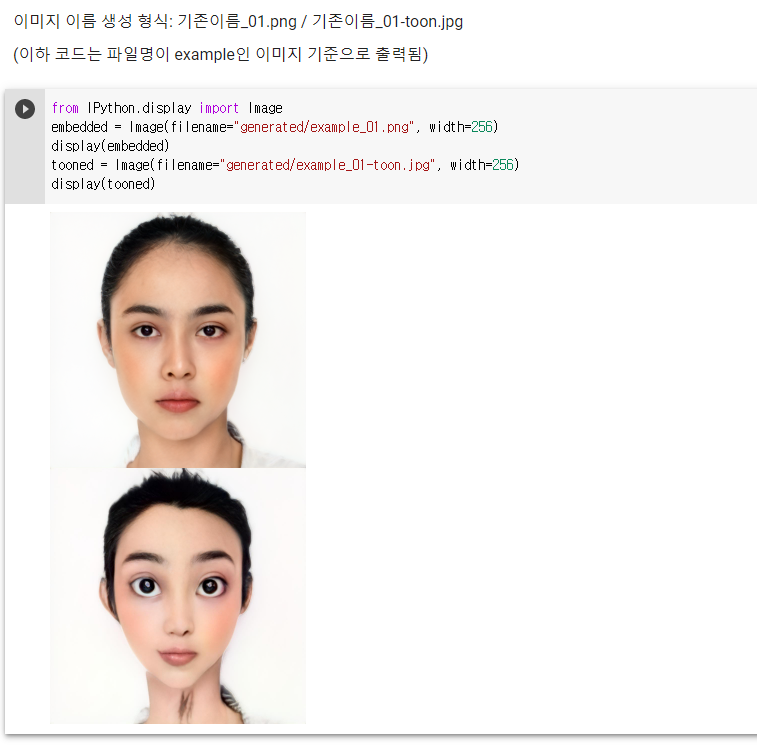 이미지 이름 생성 형식: 기존이름_01.png / 기존이름_01-toon.jpg
(이하 코드는 파일명이 example인 이미지 기준으로 출력됨)
from IPython.display import Image
embedded = Image(filename="generated/example_01.png", width=256)
display(embedded)
tooned = Image(filename="generated/example_01-toon.jpg", width=256)
display(tooned)